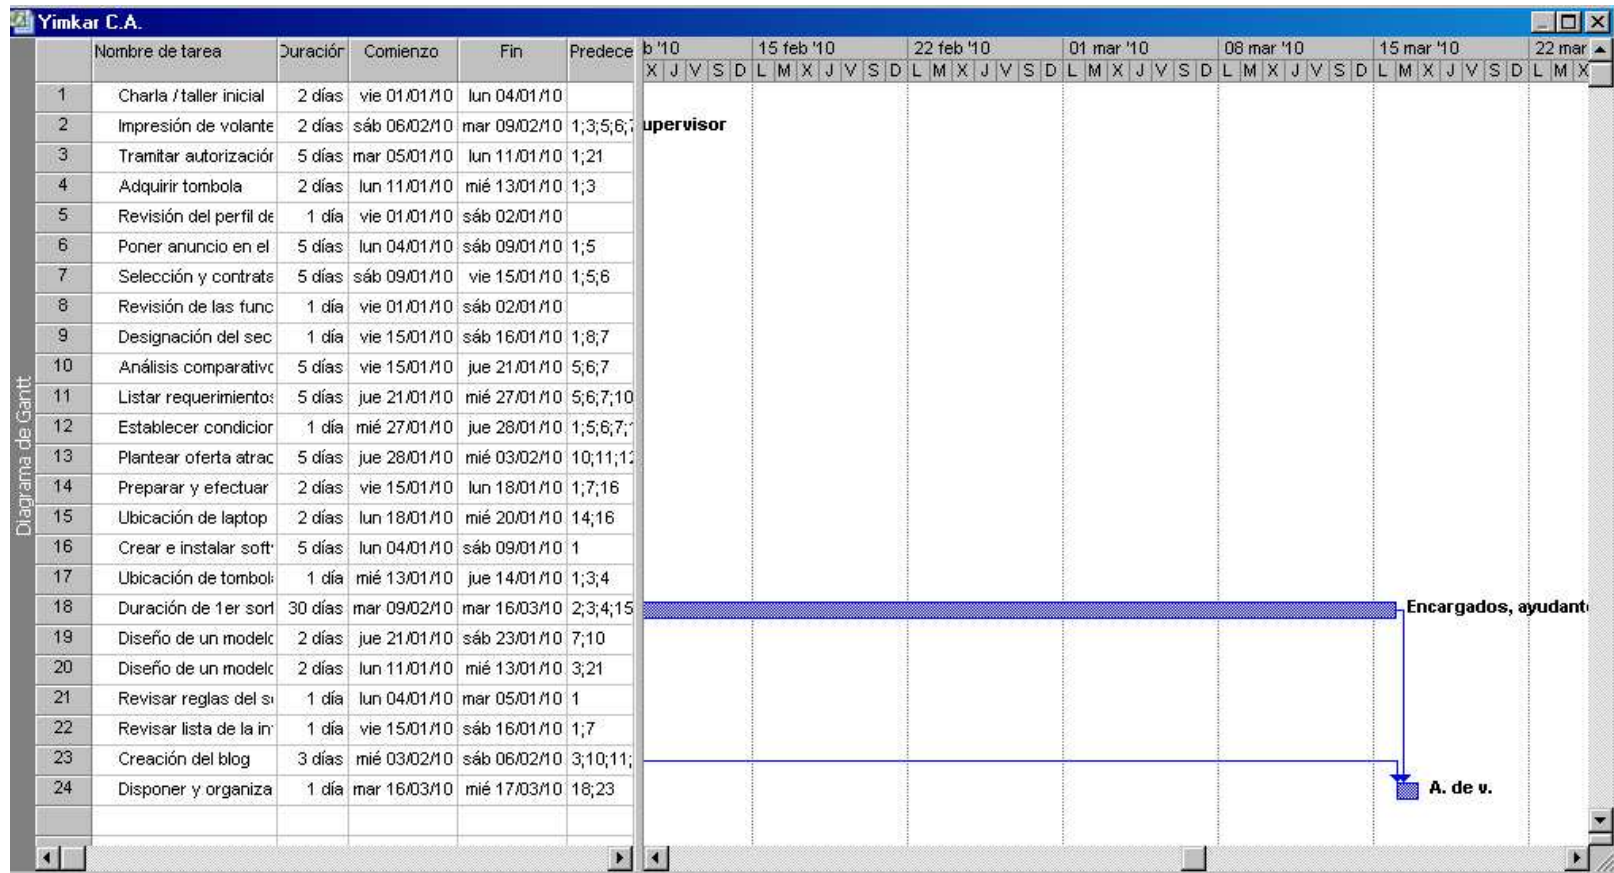 Yimkar C.A.
Nombre de tarea Duración Comienzo Fin Predece b '10 15 feb '10 22 feb '10 01 mar '10 08 mar '10 15 mar '10 22 mar
X J V S D L M X J V S D L M X J V S D L M X J V S D L M X J V S D L M X J V S D L M X
1 Charla / taller inicial 2 días vie 01/01/10 lun 04/01/10
2 Impresión de volante 2 días sáb 06/02/10 mar 09/02/10 1;3;5;6;7 upervisor
3 Tramitar autorización 5 días mar 05/01/10 lun 11/01/10 1;21
4 Adquirir tombola 2 días lun 11/01/10 mié 13/01/10 1;3
5 Revisión del perfil de 1 día vie 01/01/10 sáb 02/01/10
6 Poner anuncio en el 5 días lun 04/01/10 sáb 09/01/10 1;5
7 Selección y contrata 5 días sáb 09/01/10 vie 15/01/10 1;5;6
8 Revisión de las func 1 día vie 01/01/10 sáb 02/01/10
9 Designación del sec 1 día vie 15/01/10 sáb 16/01/10 1;8;7
10 Análisis comparativo 5 días vie 15/01/10 jue 21/01/10 5;6;7
11 Listar requerimientos 5 días jue 21/01/10 mié 27/01/10 5;6;7;10
12 Establecer condicion 1 día mié 27/01/10 jue 28/01/10 1;5;6;7;1
13 Plantear oferta atrac 5 días jue 28/01/10 mié 03/02/10 10;11;12
14 Preparar y efectuar 2 días vie 15/01/10 lun 18/01/10 1;7;16
15 Ubicación de laptop 2 días lun 18/01/10 mié 20/01/10 14;16
16 Crear e instalar soft 5 días lun 04/01/10 sáb 09/01/10 1
17 Ubicación de tombol 1 día mié 13/01/10 jue 14/01/10 1;3;4
18 Duración de 1er sort 30 días mar 09/02/10 mar 16/03/10 2;3;4;15 Encargados, ayudant
19 Diseño de un modelo 2 días jue 21/01/10 sáb 23/01/10 7;10
20 Diseño de un modelo 2 días lun 11/01/10 mié 13/01/10 3;21
21 Revisar reglas del s 1 día lun 04/01/10 mar 05/01/10 1
22 Revisar lista de la in 1 día vie 15/01/10 sáb 16/01/10 1;7
23 Creación del blog 3 días mié 03/02/10 sáb 06/02/10 3;10;11;
24 Disponer y organiza 1 día mar 16/03/10 mié 17/03/10 18;23 A. de v.
Diagrama de Gantt